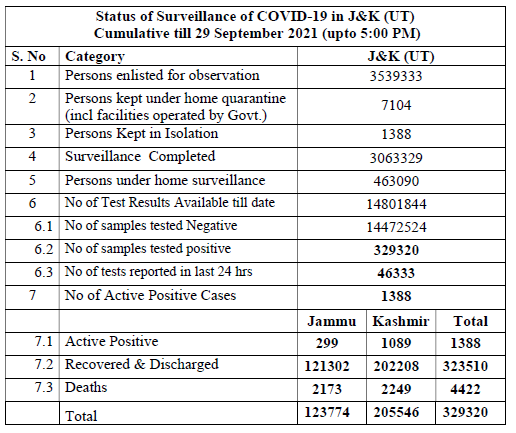 Status of Surveillance of COVID-19 in J&K (UT)
Cumulative till 29 September 2021 (upto 5:00 PM)
S. No Category J&K (UT)
1 Persons enlisted for observation 3539333
2 Persons kept under home quarantine (incl facilities operated by Govt.) 7104
3 Persons Kept in Isolation 1388
4 Surveillance Completed 3063329
5 Persons under home surveillance 463090
6 No of Test Results Available till date 14801844
6.1 No of samples tested Negative 14472524
6.2 No of samples tested positive 329320
6.3 No of tests reported in last 24 hrs 46333
7 No of Active Positive Cases 1388
Jammu Kashmir Total
7.1 Active Positive 299 1089 1388
7.2 Recovered & Discharged 121302 202208 323510
7.3 Deaths 2173 2249 4422
Total 123774 205546 329320